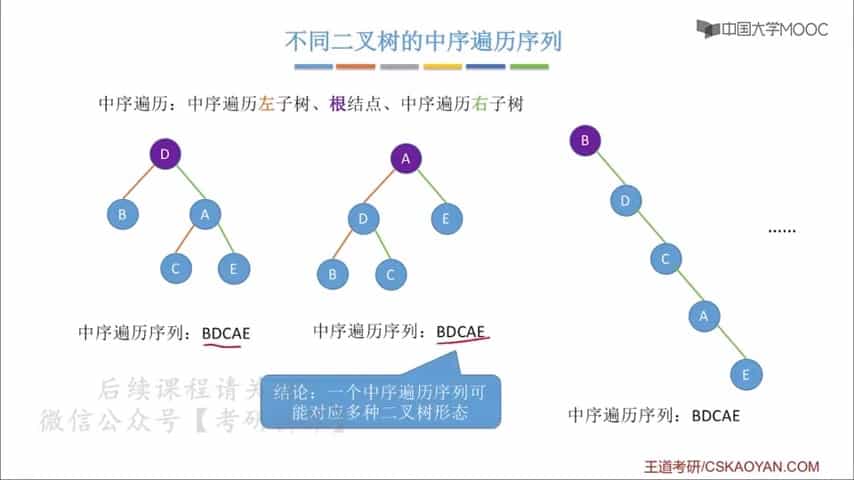 不同二叉树的中序遍历序列
中国大学MOOC
中序遍历：中序遍历左子树、根结点、中序遍历右子树
D
B
A
C
E
A
D
E
B
C
B
D
C
A
E
......
中序遍历序列：BDCAE
中序遍历序列：BDCAE
中序遍历序列：BDCAE
结论：一个中序遍历序列可
能对应多种二叉树形态
后续课程请关
微信公众号【考研
王道考研/CSKAOYAN.COM